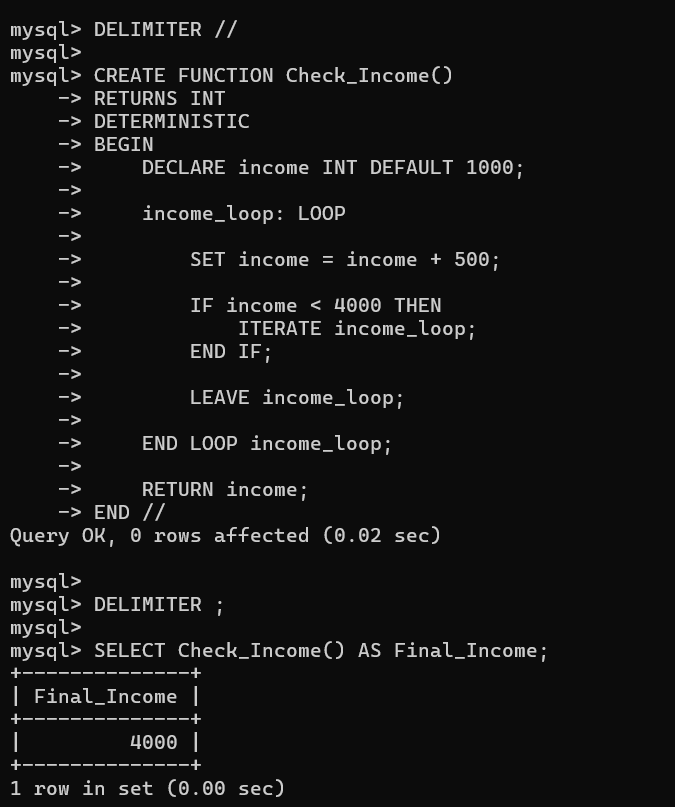 mysql> DELIMITER //
mysql>
mysql> CREATE FUNCTION Check_Income()
    -> RETURNS INT
    -> DETERMINISTIC
    -> BEGIN
    ->     DECLARE income INT DEFAULT 1000;
    ->
    ->     income_loop: LOOP
    ->
    ->         SET income = income + 500;
    ->
    ->         IF income < 4000 THEN
    ->             ITERATE income_loop;
    ->         END IF;
    ->
    ->         LEAVE income_loop;
    ->
    ->     END LOOP income_loop;
    ->
    ->     RETURN income;
    -> END //
Query OK, 0 rows affected (0.02 sec)

mysql>
mysql> DELIMITER ;
mysql>
mysql> SELECT Check_Income() AS Final_Income;
+--------------+
| Final_Income |
+--------------+
|         4000 |
+--------------+
1 row in set (0.00 sec)